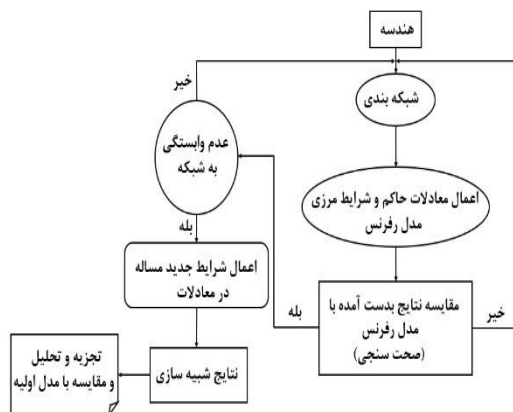 هندسه
شبکه بندی
اعمال معادلات حاکم و شرایط مرزی
مدل رفرنس
مقایسه نتایج بدست آمده با
مدل رفرنس
(صحت سنجی)
خیر
بله
عدم وابستگی
به شبکه
خیر
بله
اعمال شرایط جدید مساله
در معادلات
نتایج شبیه سازی
تجزیه و تحلیل
و مقایسه با مدل اولیه